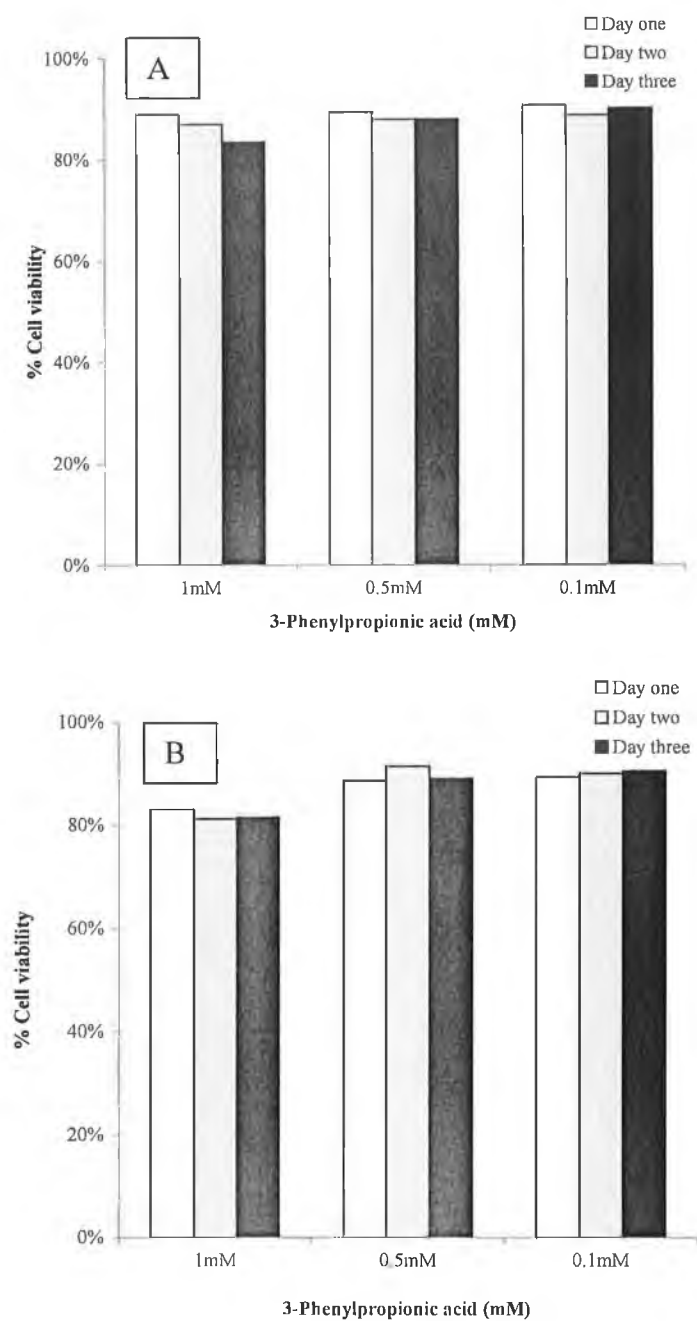 Day one
Day two
Day three
A
100%
80%
60%
40%
20%
0%
% Cell viability
1mM
0.5mM
0.1mM
3-Phenylpropionic acid (mM)
Day one
Day two
Day three
B
100%
80%
60%
40%
20%
0%
% Cell viability
1mM
0.5mM
0.1mM
3-Phenylpropionic acid (mM)